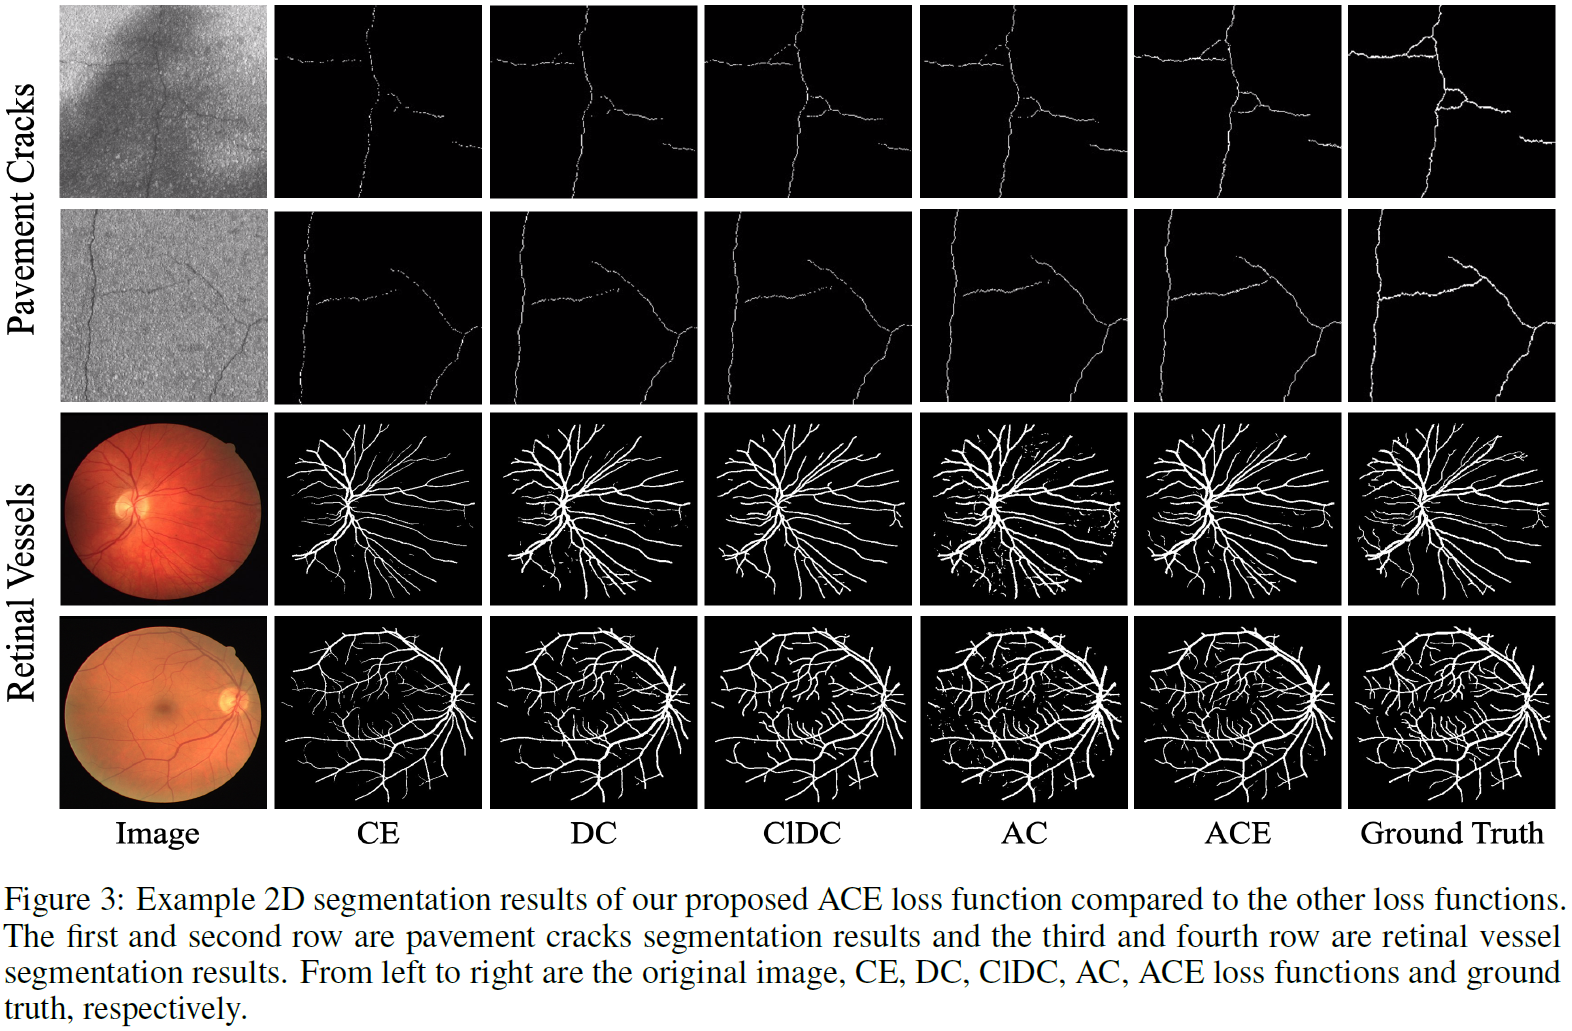 Pavement Cracks
Retinal Vessels
Image
CE
DC
ClDC
AC
ACE
Ground Truth
Figure 3: Example 2D segmentation results of our proposed ACE loss function compared to the other loss functions.
The first and second row are pavement cracks segmentation results and the third and fourth row are retinal vessel
segmentation results. From left to right are the original image, CE, DC, ClDC, AC, ACE loss functions and ground
truth, respectively.